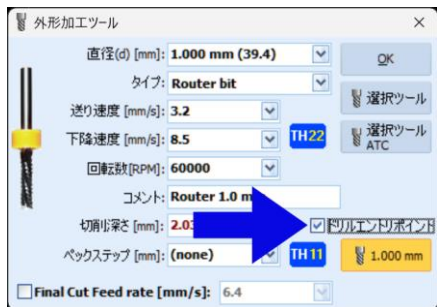 外形加工ツール
直径(d) [mm]: 1.000 mm (39.4)
OK
タイプ: Router bit
選択ツール
送り速度 [mm/s]: 3.2
下降速度 [mm/s]: 8.5
TH22
選択ツール
ATC
回転数[RPM]: 60000
コメント: Router 1.0 m
切削深さ [mm]:
ドリルエントリポイント
ペックステップ [mm]: (none)
TH11
1.000 mm
Final Cut Feed rate [mm/s]: 6.4